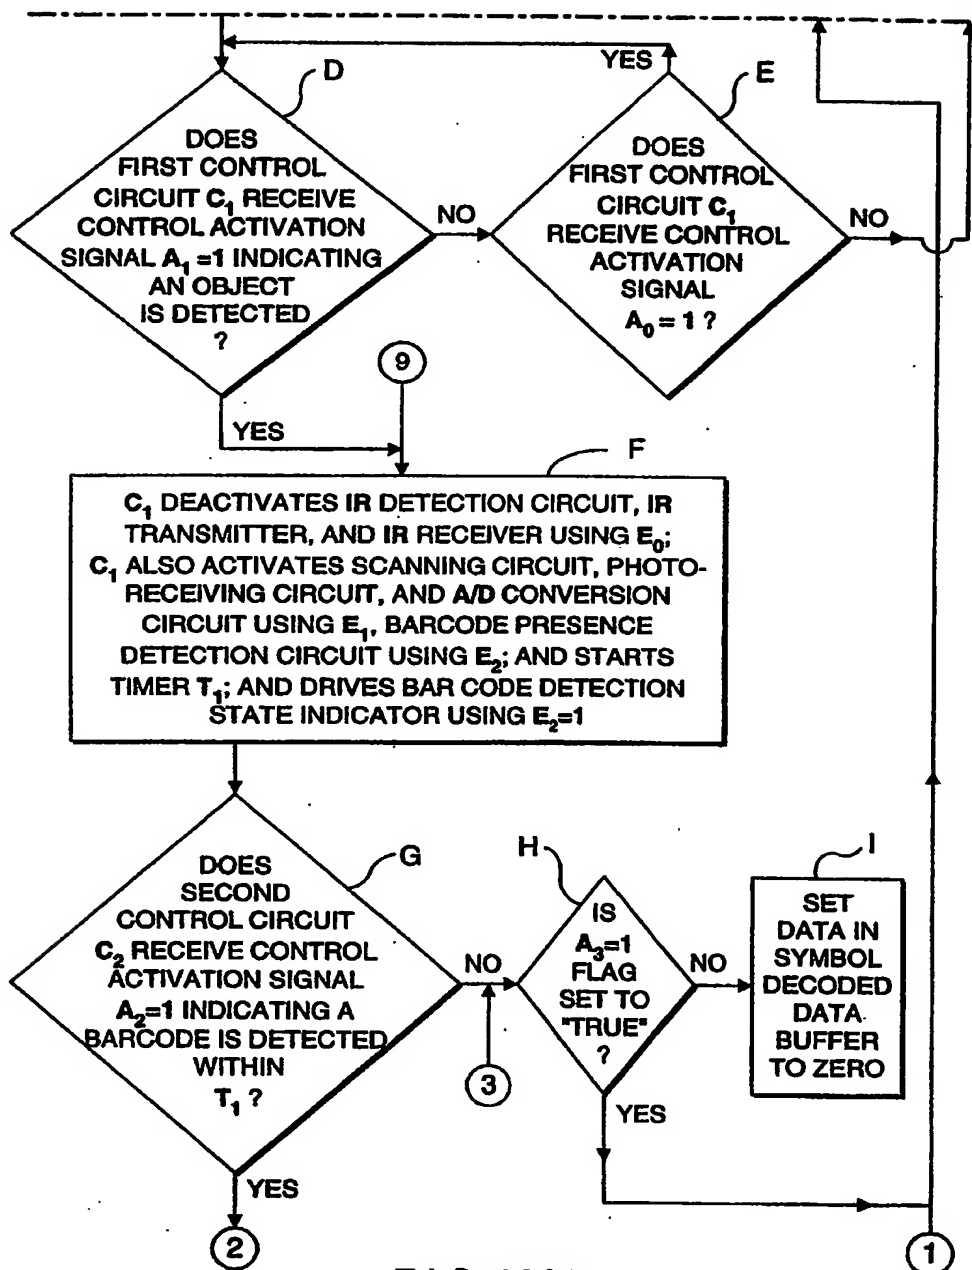 YES
D
E
DOES
FIRST CONTROL
CIRCUIT C₁ RECEIVE
CONTROL ACTIVATION
SIGNAL A₁ =1 INDICATING
AN OBJECT
IS DETECTED
?
NO
DOES
FIRST CONTROL
CIRCUIT C₁
RECEIVE CONTROL
ACTIVATION
SIGNAL
A₀ = 1 ?
NO
9
YES
F
C₁ DEACTIVATES IR DETECTION CIRCUIT, IR
TRANSMITTER, AND IR RECEIVER USING E₀;
C₁ ALSO ACTIVATES SCANNING CIRCUIT, PHOTO-
RECEIVING CIRCUIT, AND A/D CONVERSION
CIRCUIT USING E₁, BARCODE PRESENCE
DETECTION CIRCUIT USING E₂; AND STARTS
TIMER T₁; AND DRIVES BAR CODE DETECTION
STATE INDICATOR USING E₂=1
G
DOES
SECOND
CONTROL CIRCUIT
C₂ RECEIVE CONTROL
ACTIVATION SIGNAL
A₂=1 INDICATING A
BARCODE IS DETECTED
WITHIN
T₁ ?
NO
3
H
IS
A₃=1
FLAG
SET TO
"TRUE"
?
NO
I
SET
DATA IN
SYMBOL
DECODED
DATA
BUFFER
TO ZERO
YES
YES
2
1